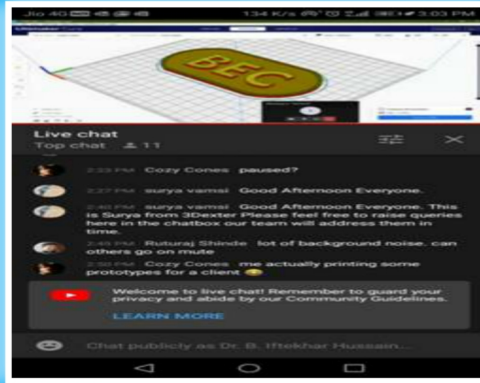 Jio 4G 134 K/s 3:03 PM
Ultimaker Cura
BEC
Live chat
Top chat 11
2:23 PM Cozy Cones paused?
2:27 PM surya vamsi Good Afternoon Everyone.
2:40 PM surya vamsi Good Afternoon Everyone. This
is Surya from 3Dexter Please feel free to raise queries
here in the chatbox our team will address them in
time.
2:49 PM Ruturaj Shinde lot of background noise. can
others go on mute
2:50 PM Cozy Cones me actually printing some
prototypes for a client 😂
Welcome to live chat! Remember to guard your
privacy and abide by our Community Guidelines.
LEARN MORE
Chat publicly as Dr. B. Iftekhar Hussain...